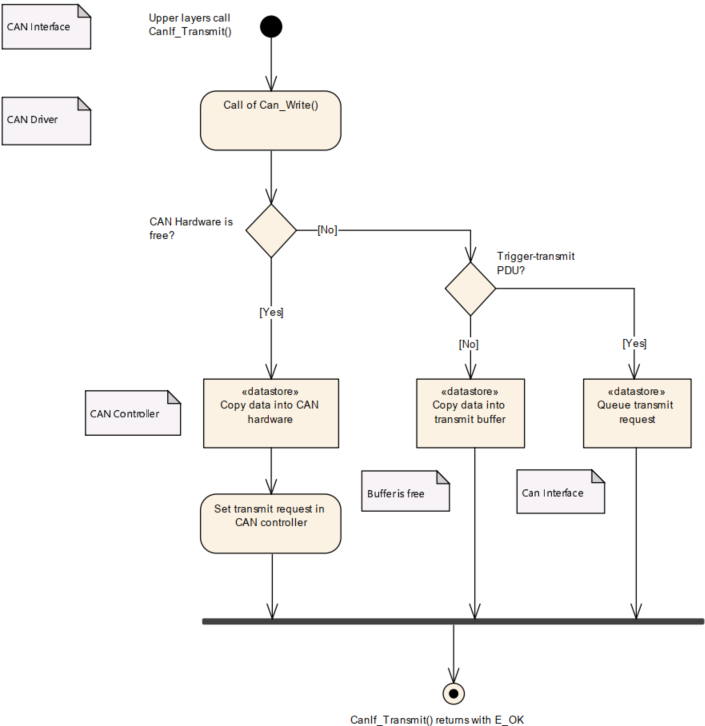 CAN Interface
Upper layers call
CanIf_Transmit()
CAN Driver
Call of Can_Write()
CAN Hardware is
free?
[No]
Trigger-transmit
PDU?
[Yes]
[No]
[Yes]
«datastore»
Copy data into CAN
hardware
«datastore»
Copy data into
transmit buffer
«datastore»
Queue transmit
request
CAN Controller
Buffer is free
Can Interface
Set transmit request in
CAN controller
CanIf_Transmit() returns with E_OK